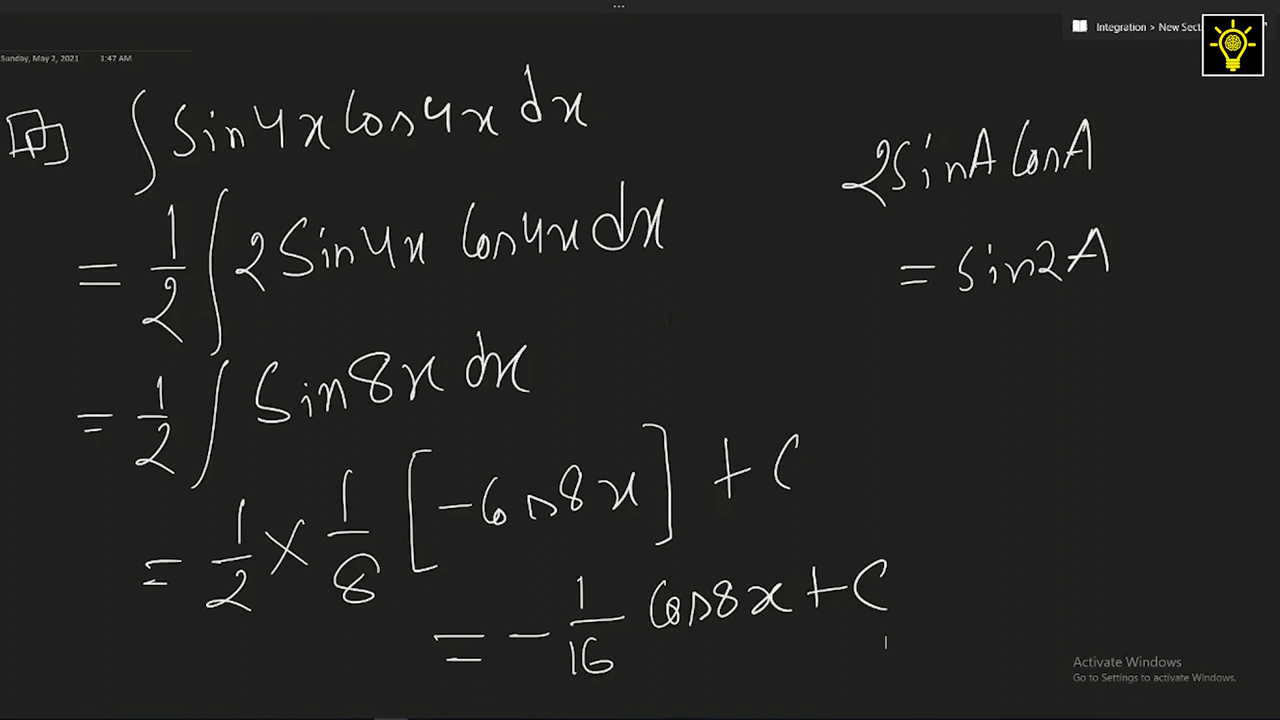 Integration > New Sect
Sunday, May 2, 2021 1:47 AM
∫ Sin4x Cos4x dx
= 1/2 ∫ 2Sin4x Cos4x dx
= 1/2 ∫ Sin8x dx
= 1/2 × 1/8 [-Cos8x] + C
= - 1/16 Cos8x + C
2SinA CosA
= Sin2A
Activate Windows
Go to Settings to activate Windows.